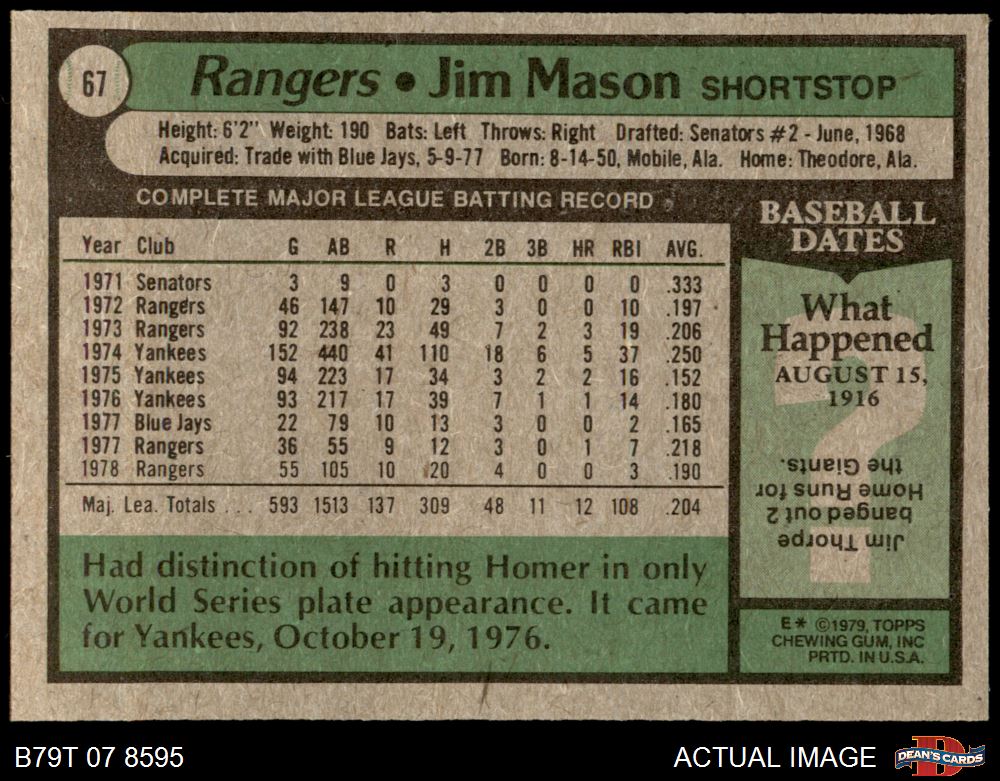 67
Rangers • Jim Mason SHORTSTOP
Height: 6'2" Weight: 190 Bats: Left Throws: Right Drafted: Senators #2 - June, 1968
Acquired: Trade with Blue Jays, 5-9-77 Born: 8-14-50, Mobile, Ala. Home: Theodore, Ala.
COMPLETE MAJOR LEAGUE BATTING RECORD
Year Club G AB R H 2B 3B HR RBI AVG.
1971 Senators 3 9 0 3 0 0 0 0 .333
1972 Rangers 46 147 10 29 3 0 0 10 .197
1973 Rangers 92 238 23 49 7 2 3 19 .206
1974 Yankees 152 440 41 110 18 6 5 37 .250
1975 Yankees 94 223 17 34 3 2 2 16 .152
1976 Yankees 93 217 17 39 7 1 1 14 .180
1977 Blue Jays 22 79 10 13 3 0 0 2 .165
1977 Rangers 36 55 9 12 3 0 1 7 .218
1978 Rangers 55 105 10 20 4 0 0 3 .190
Maj. Lea. Totals . . . 593 1513 137 309 48 11 12 108 .204
Had distinction of hitting Homer in only
World Series plate appearance. It came
for Yankees, October 19, 1976.
BASEBALL
DATES
What
Happened
AUGUST 15,
1916
?
Jim Thorpe
banged out 2
Home Runs for
the Giants.
E* ©1979, TOPPS
CHEWING GUM, INC
PRTD. IN U.S.A.
B79T 07 8595
ACTUAL IMAGE
D
DEAN'S CARDS